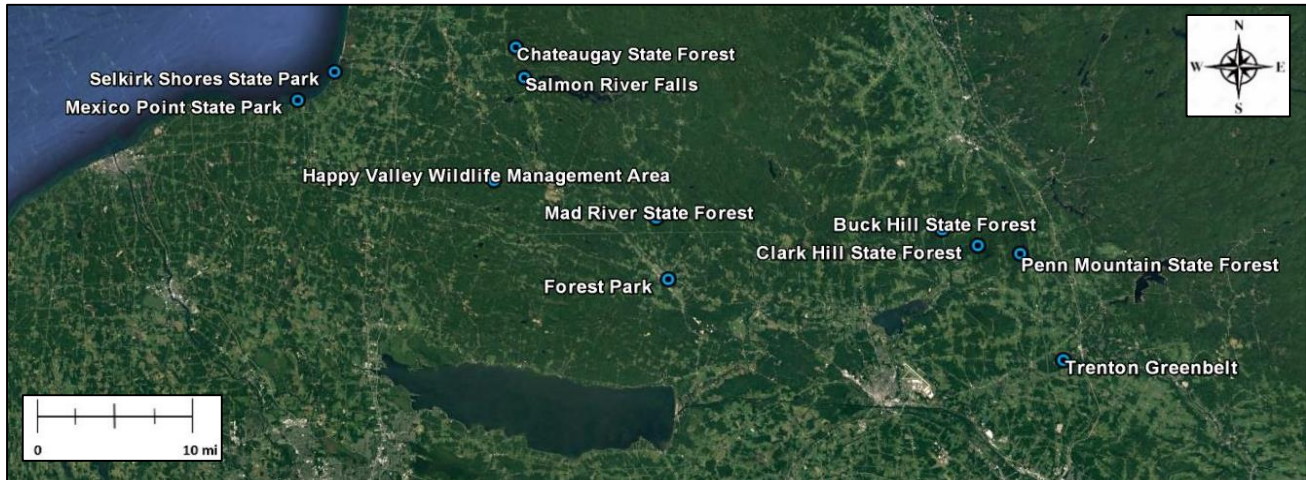 N
Chateaugay State Forest
Selkirk Shores State Park
W E
Salmon River Falls
Mexico Point State Park
S
Happy Valley Wildlife Management Area
Mad River State Forest
Buck Hill State Forest
Clark Hill State Forest
Penn Mountain State Forest
Forest Park
Trenton Greenbelt
0 10 mi